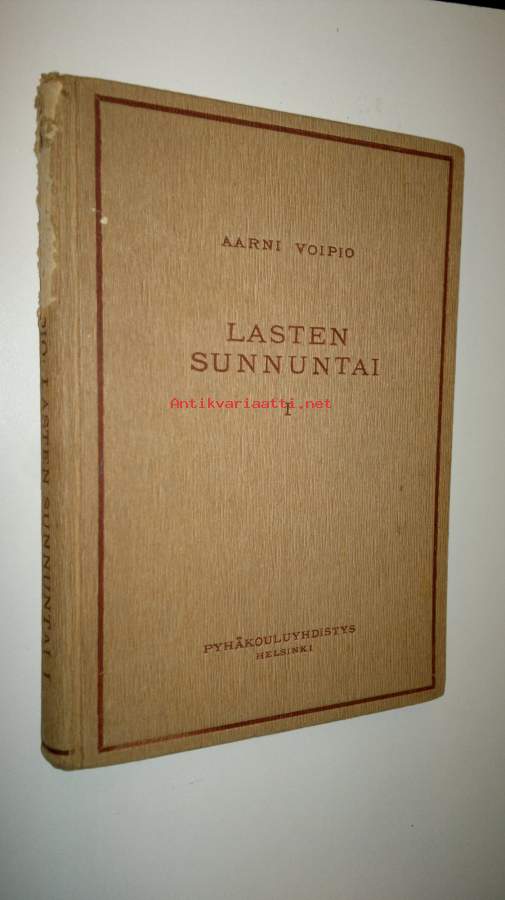 AARNI VOIPIO
LASTEN
SUNNUNTAI
I
Antikvariaatti.net
PYHÄKOULUYHDISTYS
HELSINKI
PIO: LASTEN SUNNUNTAI I